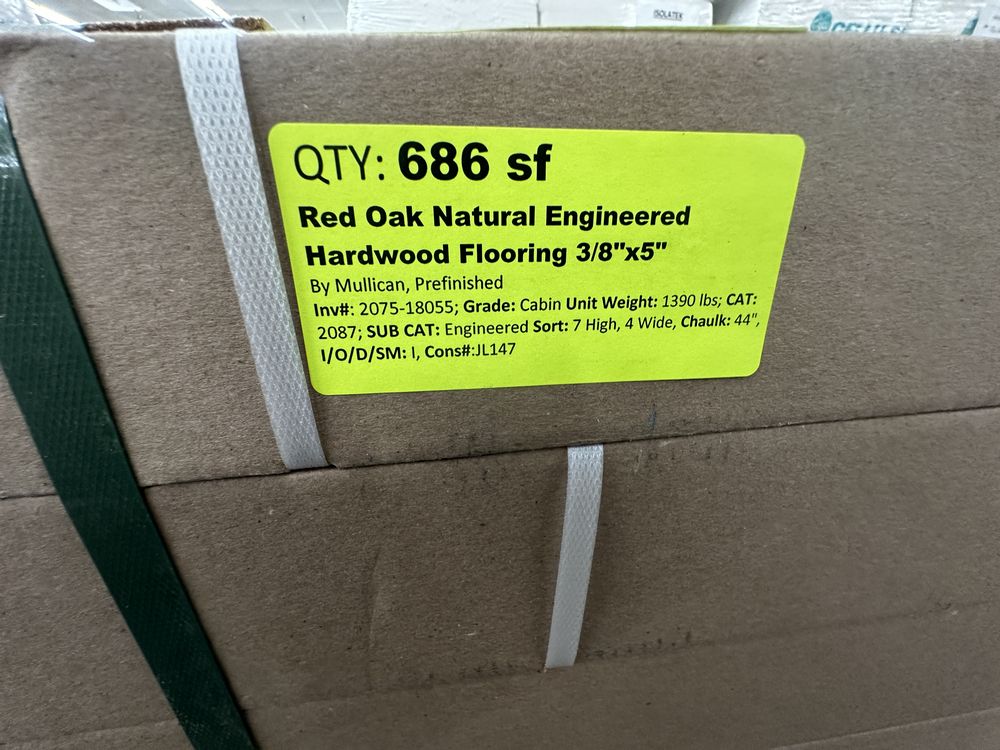 ISOLATEK
QTY: 686 sf
Red Oak Natural Engineered
Hardwood Flooring 3/8"x5"
By Mullican, Prefinished
Inv#: 2075-18055; Grade: Cabin Unit Weight: 1390 lbs; CAT:
2087; SUB CAT: Engineered Sort: 7 High, 4 Wide, Chaulk: 44",
I/O/D/SM: I, Cons#:JL147